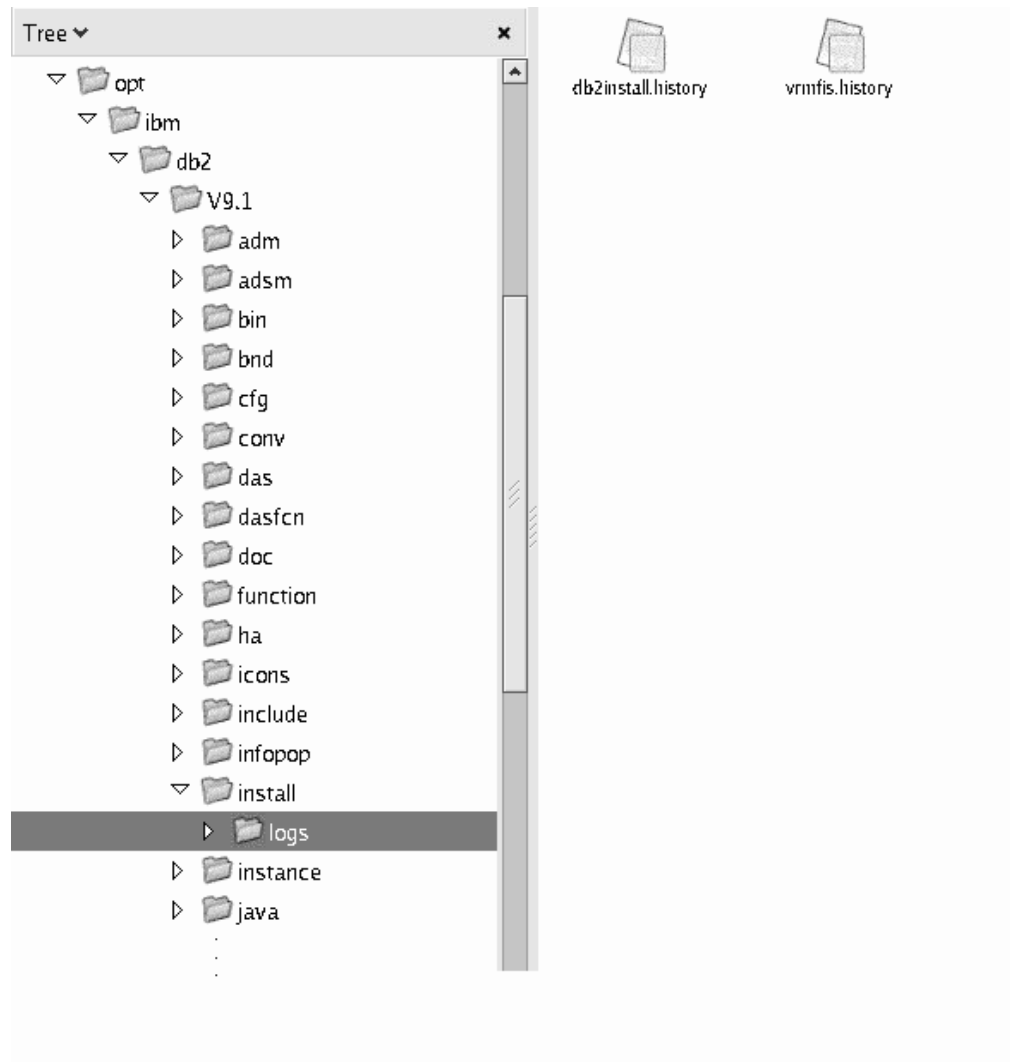 Tree
opt
ibm
db2
V9.1
adm
adsm
bin
bnd
cfg
conv
das
dasfcn
doc
function
ha
icons
include
infopop
install
logs
instance
java
db2install.history
vrmfis.history